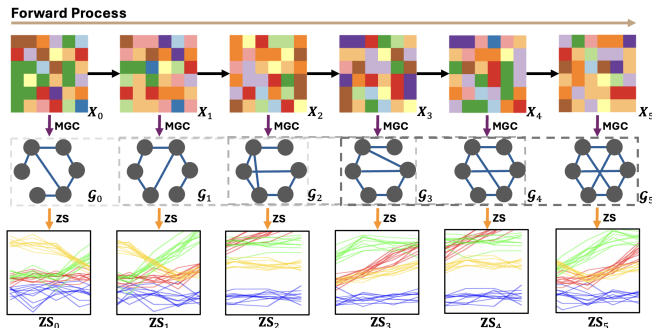 Forward Process
X₀ X₁ X₂ X₃ X₄ X₅
MGC MGC MGC MGC MGC MGC
𝒢₀ 𝒢₁ 𝒢₂ 𝒢₃ 𝒢₄ 𝒢₅
ZS ZS ZS ZS ZS ZS
ZS₀ ZS₁ ZS₂ ZS₃ ZS₄ ZS₅